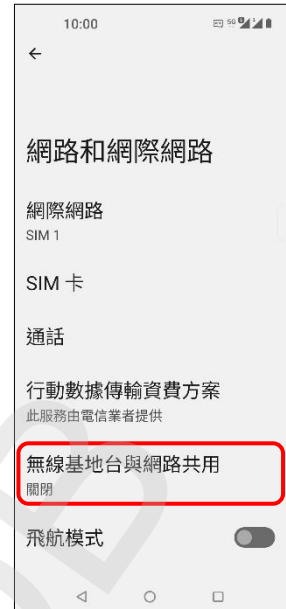 10:00
5G
網路和網際網路
網際網路
SIM 1
SIM 卡
通話
行動數據傳輸資費方案
此服務由電信業者提供
無線基地台與網路共用
關閉
飛航模式